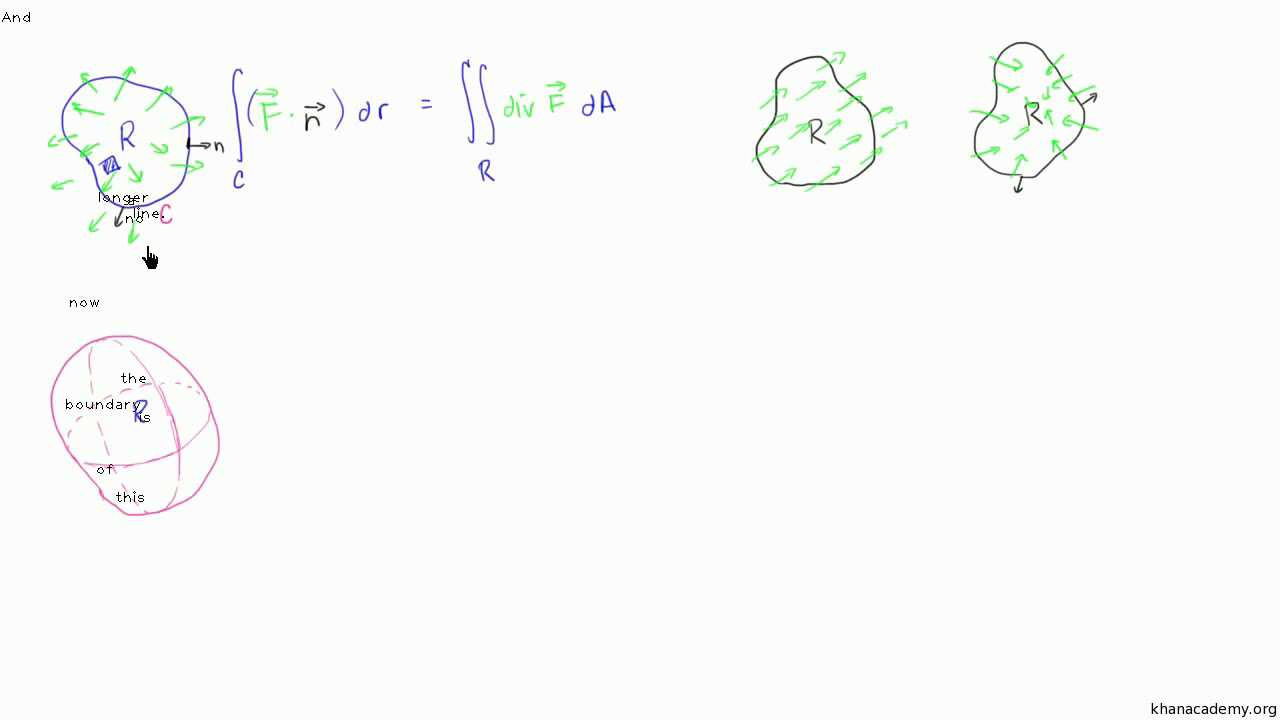 And
R
n
C
∫ (F⃗ · n⃗) dr = ∬ div F⃗ dA
C
R
R
R
longer
a
line.
no
now
the
boundary
R
is
of
this
khanacademy.org